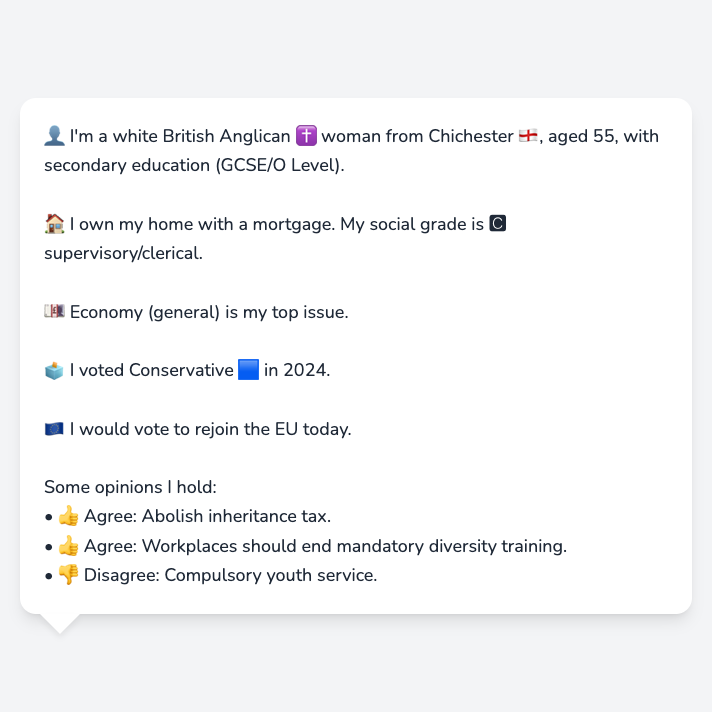 👤 I'm a white British Anglican ✝️ woman from Chichester 🏴󠁧󠁢󠁥󠁮󠁧󠁿, aged 55, with
secondary education (GCSE/O Level).
🏠 I own my home with a mortgage. My social grade is 🅲
supervisory/clerical.
💷 Economy (general) is my top issue.
🗳️ I voted Conservative 🟦 in 2024.
🇪🇺 I would vote to rejoin the EU today.
Some opinions I hold:
• 👍 Agree: Abolish inheritance tax.
• 👍 Agree: Workplaces should end mandatory diversity training.
• 👎 Disagree: Compulsory youth service.